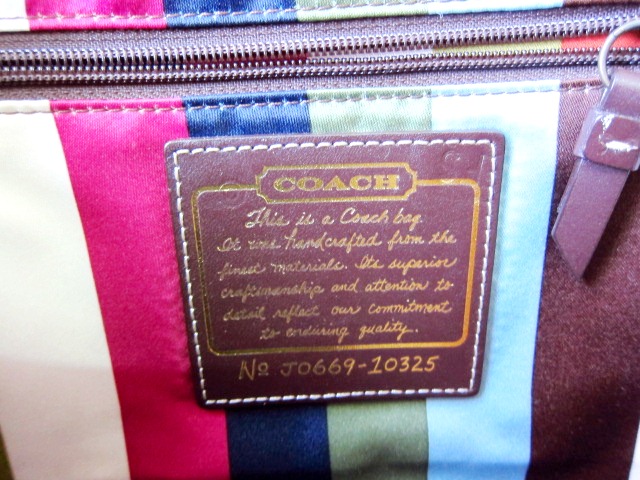 COACH
This is a Coach bag
It was handcrafted from the
finest materials. Its superior
craftsmanship and attention to
detail reflect our commitment
to enduring quality.
No J0669-10325